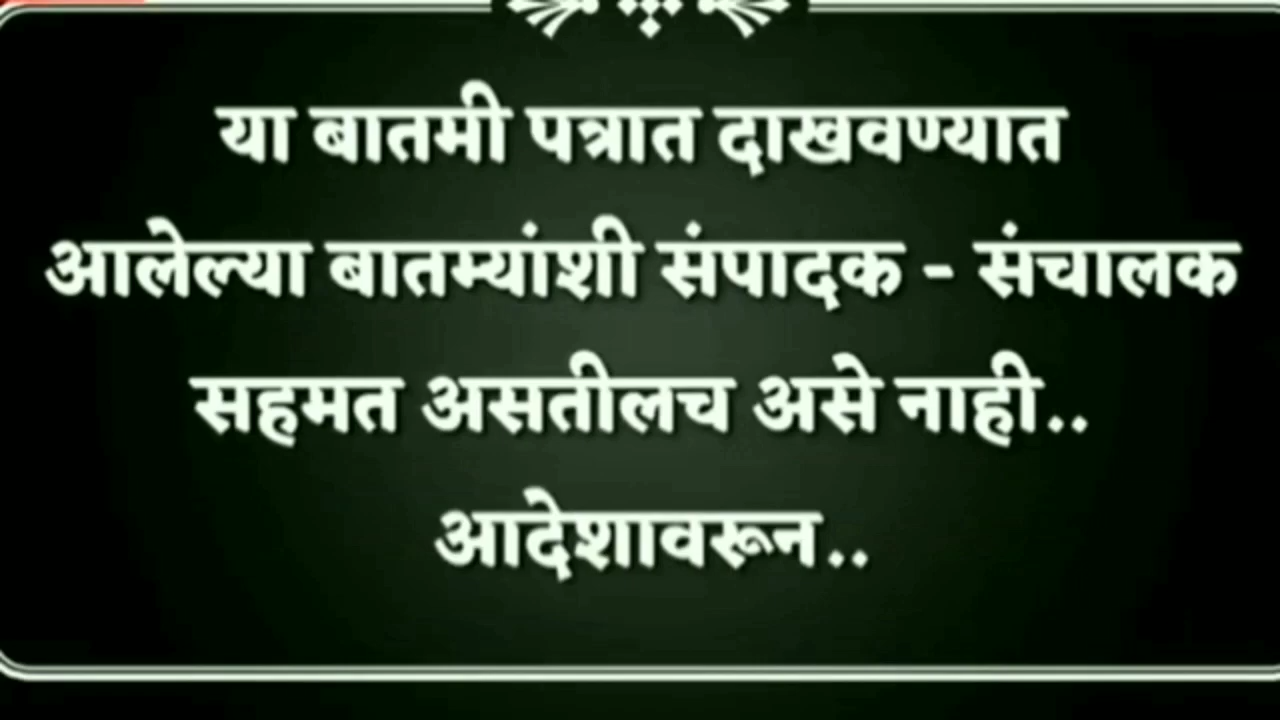 या बातमी पत्रात दाखवण्यात
आलेल्या बातम्यांशी संपादक - संचालक
सहमत असतीलच असे नाही..
आदेशावरून..